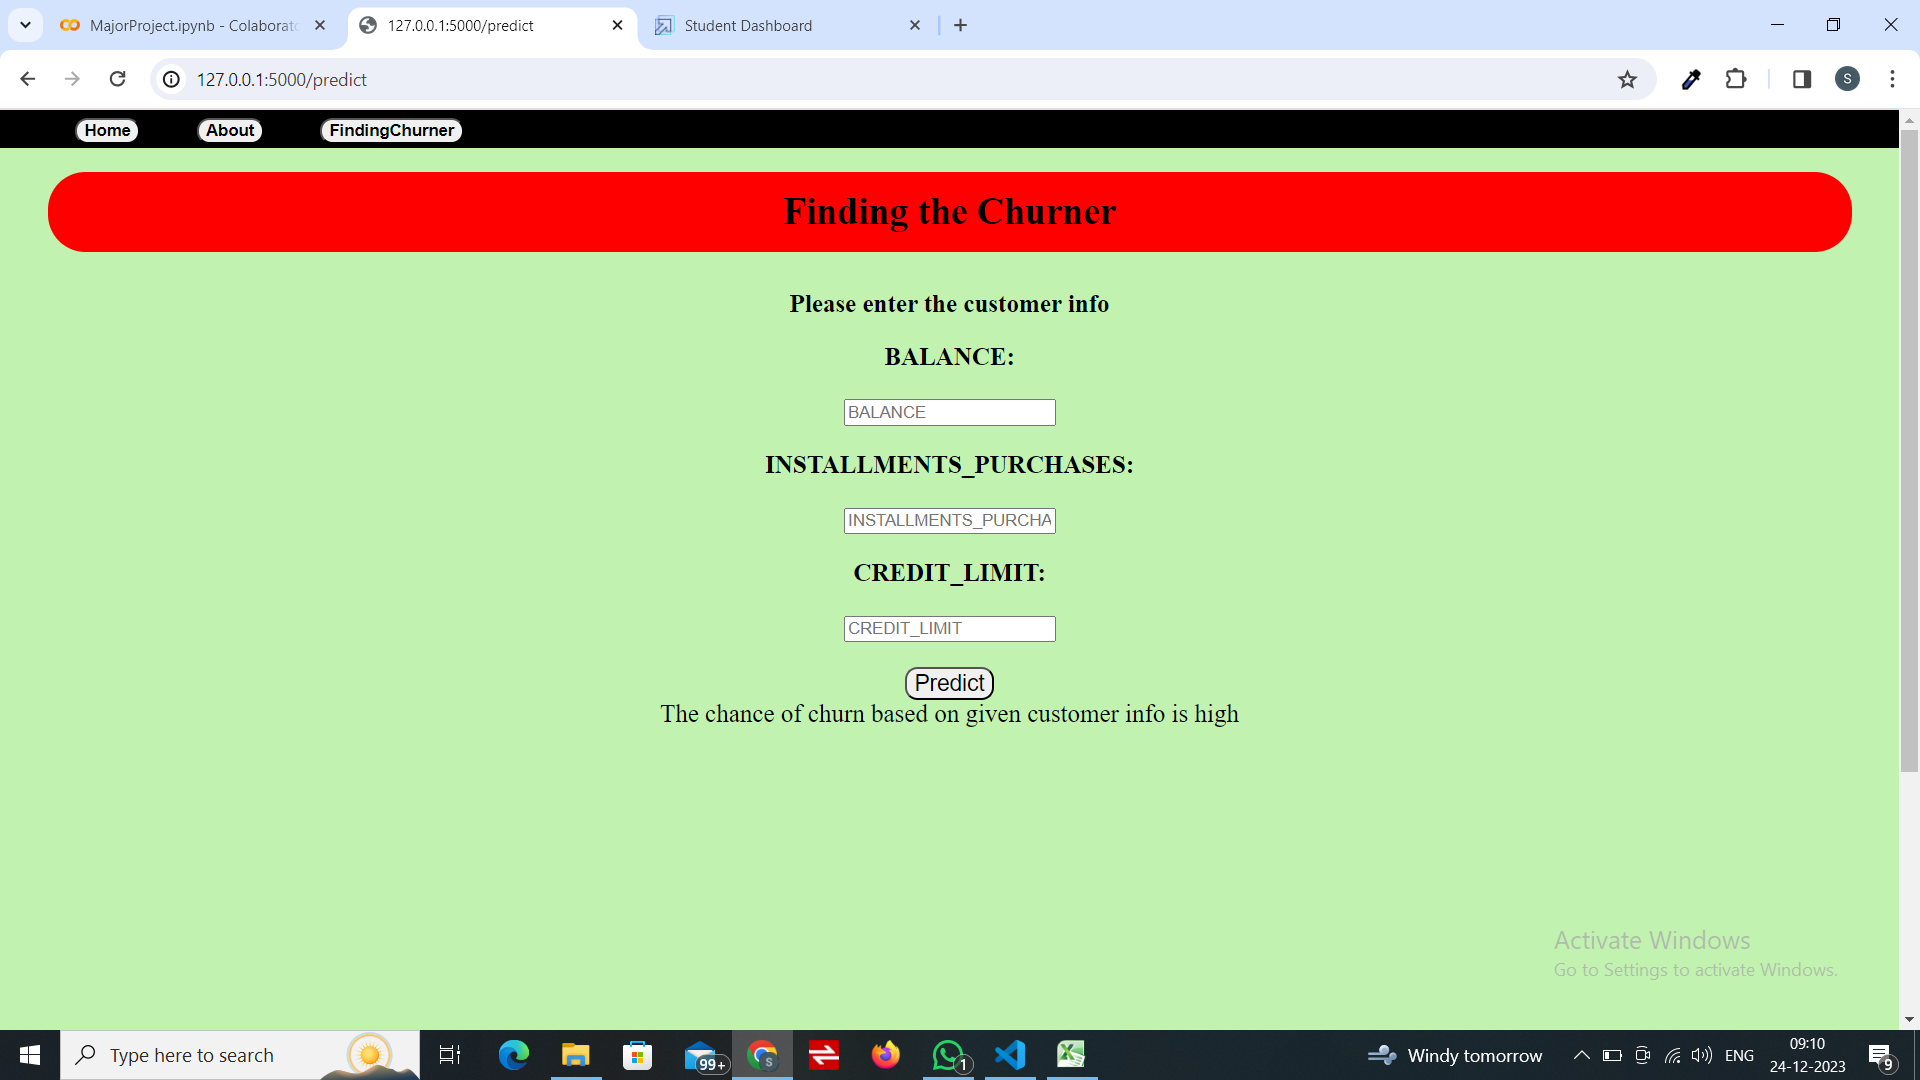 MajorProject.ipynb - Colaborato
127.0.0.1:5000/predict
Student Dashboard
127.0.0.1:5000/predict
S
Home
About
FindingChurner
Finding the Churner
Please enter the customer info
BALANCE:
BALANCE
INSTALLMENTS_PURCHASES:
INSTALLMENTS_PURCHA
CREDIT_LIMIT:
CREDIT_LIMIT
Predict
The chance of churn based on given customer info is high
Activate Windows
Go to Settings to activate Windows.
Type here to search
99+
S
1
Windy tomorrow
ENG
09:10
24-12-2023
9